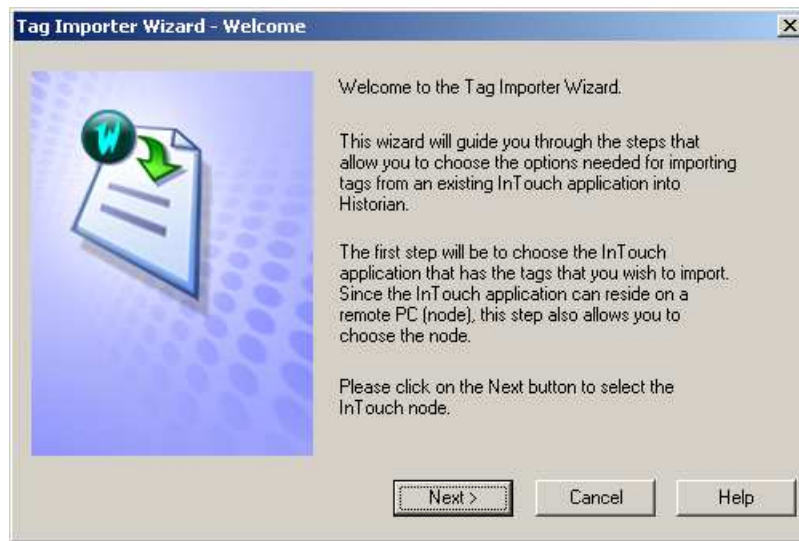 Tag Importer Wizard - Welcome
Welcome to the Tag Importer Wizard.
This wizard will guide you through the steps that
allow you to choose the options needed for importing
tags from an existing InTouch application into
Historian.
The first step will be to choose the InTouch
application that has the tags that you wish to import.
Since the InTouch application can reside on a
remote PC (node), this step also allows you to
choose the node.
Please click on the Next button to select the
InTouch node.
Next >
Cancel
Help